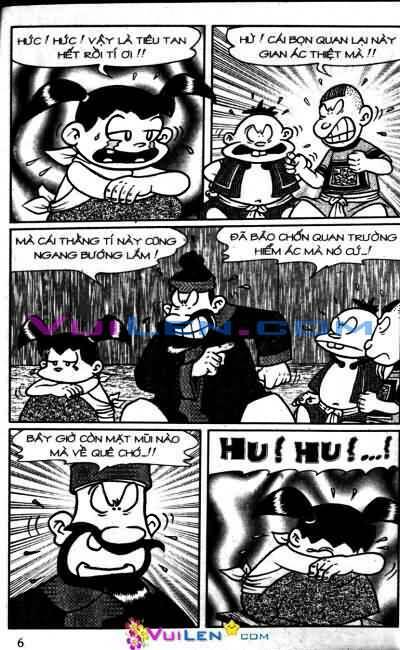 HỨC! HỨC! VẬY LÀ TIÊU TAN
HẾT RỒI TÍ ƠI!!
HỪ! CÁI BỌN QUAN LẠI NÀY
GIAN ÁC THIỆT MÀ!!
MÀ CÁI THẰNG TÍ NÀY CŨNG
NGANG BƯỚNG LẮM!
ĐÃ BẢO CHỐN QUAN TRƯỜNG
HIỂM ÁC MÀ NÓ CỨ..!
VUILEN.COM
BÂY GIỜ CÒN MẶT MŨI NÀO
MÀ VỀ QUÊ CHỚ...!!
HU! HU!...!
6
VUILEN.COM